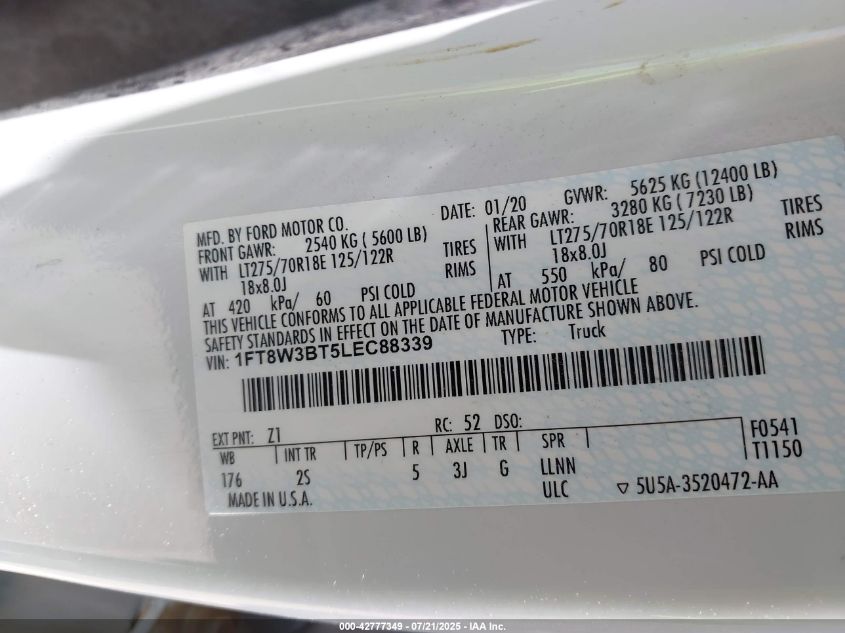 MFD. BY FORD MOTOR CO.
DATE: 01/20 GVWR: 5625 KG (12400 LB)
FRONT GAWR: 2540 KG ( 5600 LB)
REAR GAWR: 3280 KG ( 7230 LB)
WITH LT275/70R18E 125/122R TIRES
WITH LT275/70R18E 125/122R TIRES
18x8.0J RIMS
18x8.0J RIMS
AT 420 kPa/ 60 PSI COLD
AT 550 kPa/ 80 PSI COLD
THIS VEHICLE CONFORMS TO ALL APPLICABLE FEDERAL MOTOR VEHICLE
SAFETY STANDARDS IN EFFECT ON THE DATE OF MANUFACTURE SHOWN ABOVE.
VIN: 1FT8W3BT5LEC88339 TYPE: Truck
EXT PNT: Z1 RC: 52 DSO: F0541
WB INT TR TP/PS R AXLE TR SPR T1150
176 2S 5 3J G LLNN
MADE IN U.S.A. ULC 5U5A-3520472-AA
000-42777349 - 07/21/2025 - IAA Inc.